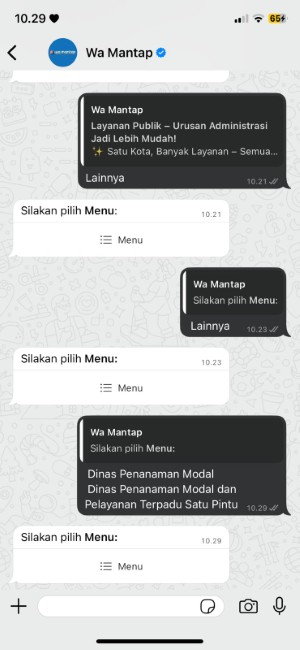 10.29
65
Wa Mantap
Wa Mantap
Layanan Publik – Urusan Administrasi
Jadi Lebih Mudah!
✨ Satu Kota, Banyak Layanan – Semua...
Lainnya
10.21
Silakan pilih Menu:
10.21
Menu
Wa Mantap
Silakan pilih Menu:
Lainnya
10.23
Silakan pilih Menu:
10.23
Menu
Wa Mantap
Silakan pilih Menu:
Dinas Penanaman Modal
Dinas Penanaman Modal dan
Pelayanan Terpadu Satu Pintu
10.29
Silakan pilih Menu:
10.29
Menu